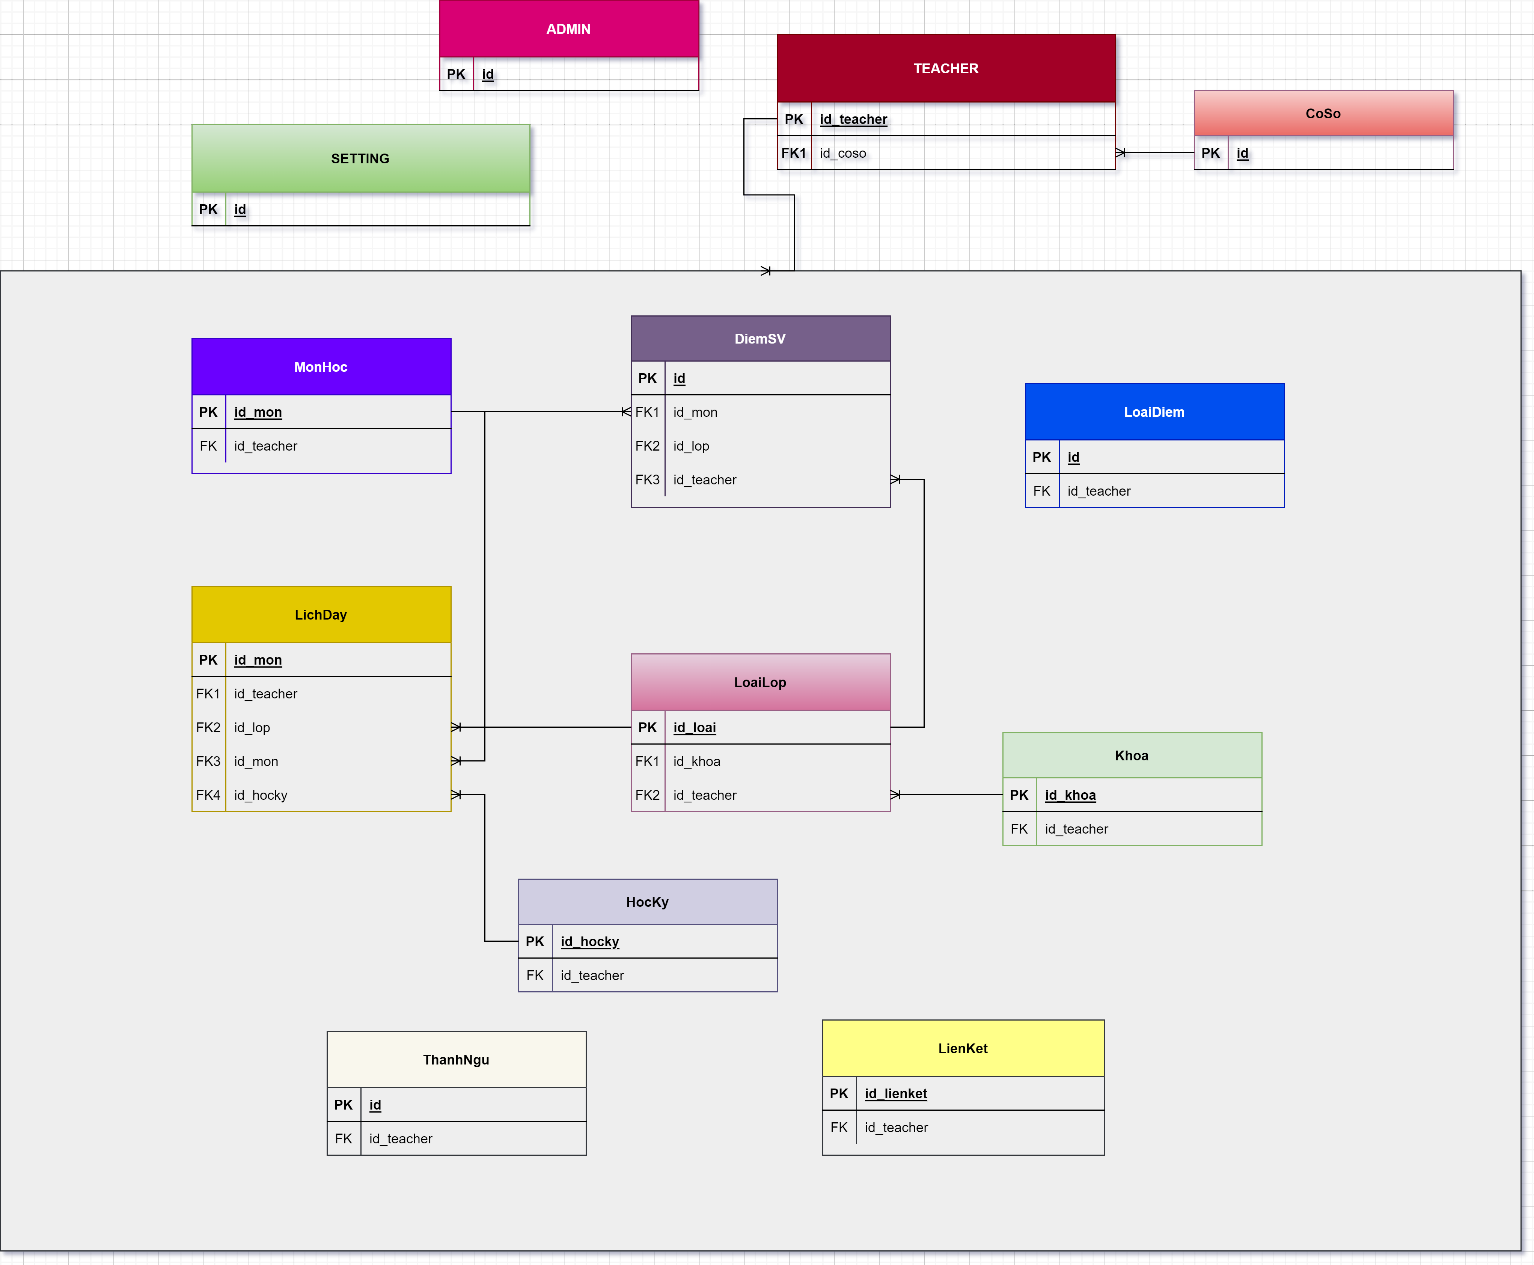 ADMIN
PK id
TEACHER
PK id_teacher
FK1 id_coso
CoSo
PK id
SETTING
PK id
MonHoc
PK id_mon
FK id_teacher
DiemSV
PK id
FK1 id_mon
FK2 id_lop
FK3 id_teacher
LoaiDiem
PK id
FK id_teacher
LichDay
PK id_mon
FK1 id_teacher
FK2 id_lop
FK3 id_mon
FK4 id_hocky
LoaiLop
PK id_loai
FK1 id_khoa
FK2 id_teacher
Khoa
PK id_khoa
FK id_teacher
HocKy
PK id_hocky
FK id_teacher
ThanhNgu
PK id
FK id_teacher
LienKet
PK id_lienket
FK id_teacher